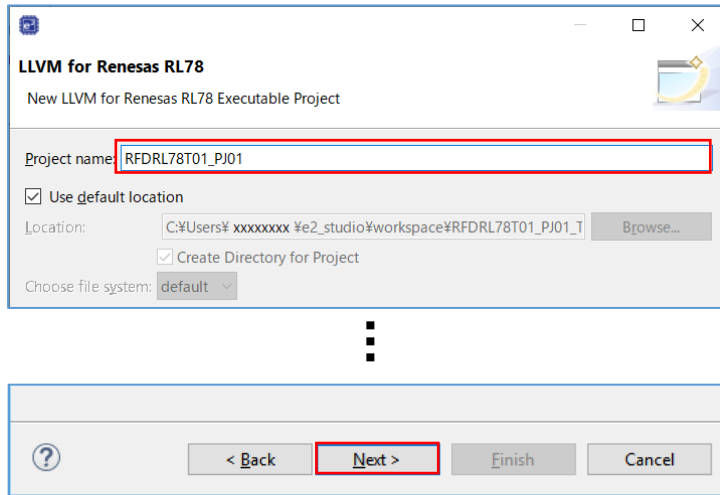 LLVM for Renesas RL78
New LLVM for Renesas RL78 Executable Project
Project name: RFDRL78T01_PJ01
Use default location
Location: C:¥Users¥ xxxxxxxx ¥e2_studio¥workspace¥RFDRL78T01_PJ01_T Browse...
Create Directory for Project
Choose file system: default
? < Back Next > Finish Cancel